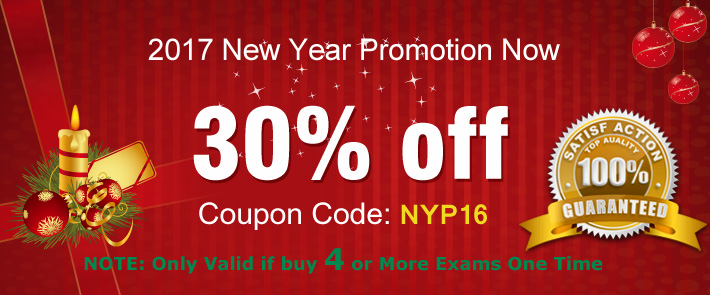 2017 New Year Promotion Now
30% off
Coupon Code: NYP16
SATISF ACTION
TOP AUALITY
100%
GUARANTEED
NOTE: Only Valid if buy 4 or More Exams One Time